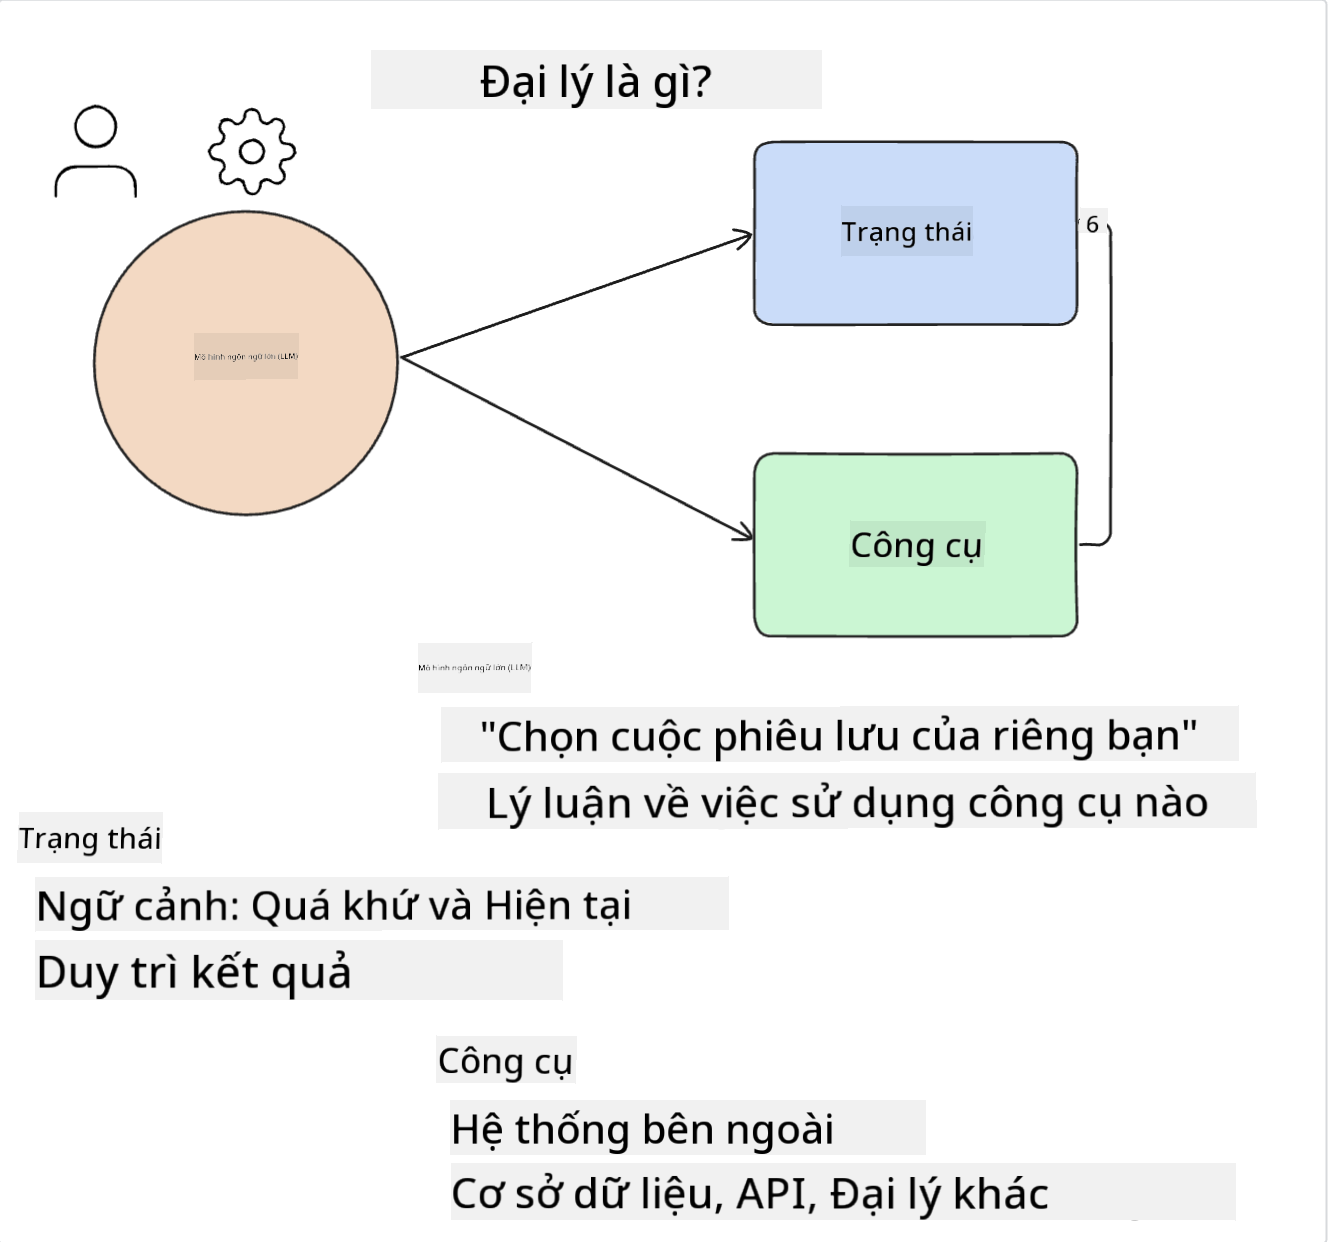 Đại lý là gì?
Trạng thái
6
Mô hình ngôn ngữ lớn (LLM)
Công cụ
Mô hình ngôn ngữ lớn (LLM)
"Chọn cuộc phiêu lưu của riêng bạn"
Lý luận về việc sử dụng công cụ nào
Trạng thái
Ngữ cảnh: Quá khứ và Hiện tại
Duy trì kết quả
Công cụ
Hệ thống bên ngoài
Cơ sở dữ liệu, API, Đại lý khác